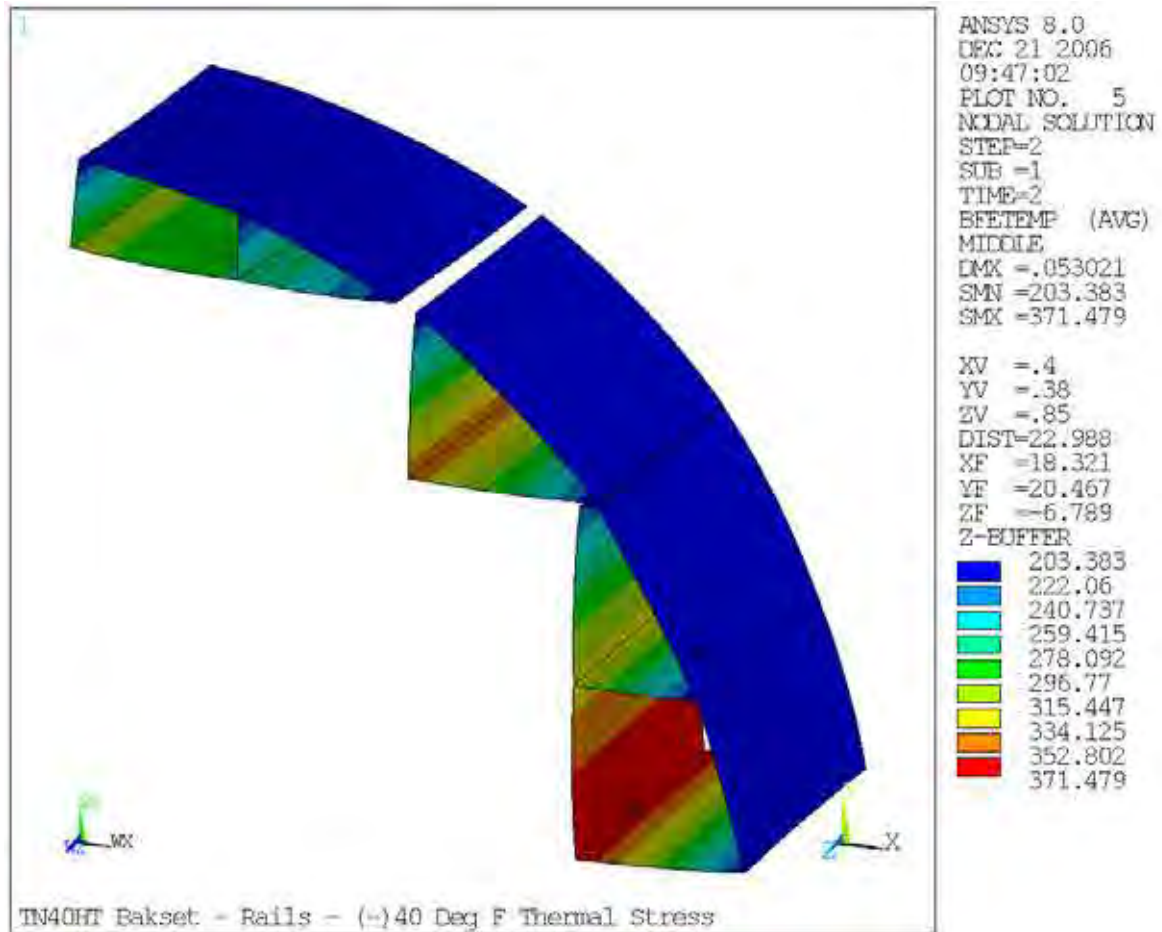 1
ANSYS 8.0
DEC 21 2006
09:47:02
PLOT NO. 5
NODAL SOLUTION
STEP=2
SUB =1
TIME=2
BFETEMP (AVG)
MIDDLE
DMX =.053021
SMN =203.383
SMX =371.479
XV =.4
YV =.38
ZV =.85
DIST=22.988
XF =18.321
YF =20.467
ZF =-6.789
Z-BUFFER
203.383
222.06
240.737
259.415
278.092
296.77
315.447
334.125
352.802
371.479
WX
Z
X
TN40HT Bakset - Rails - (-)40 Deg F Thermal Stress